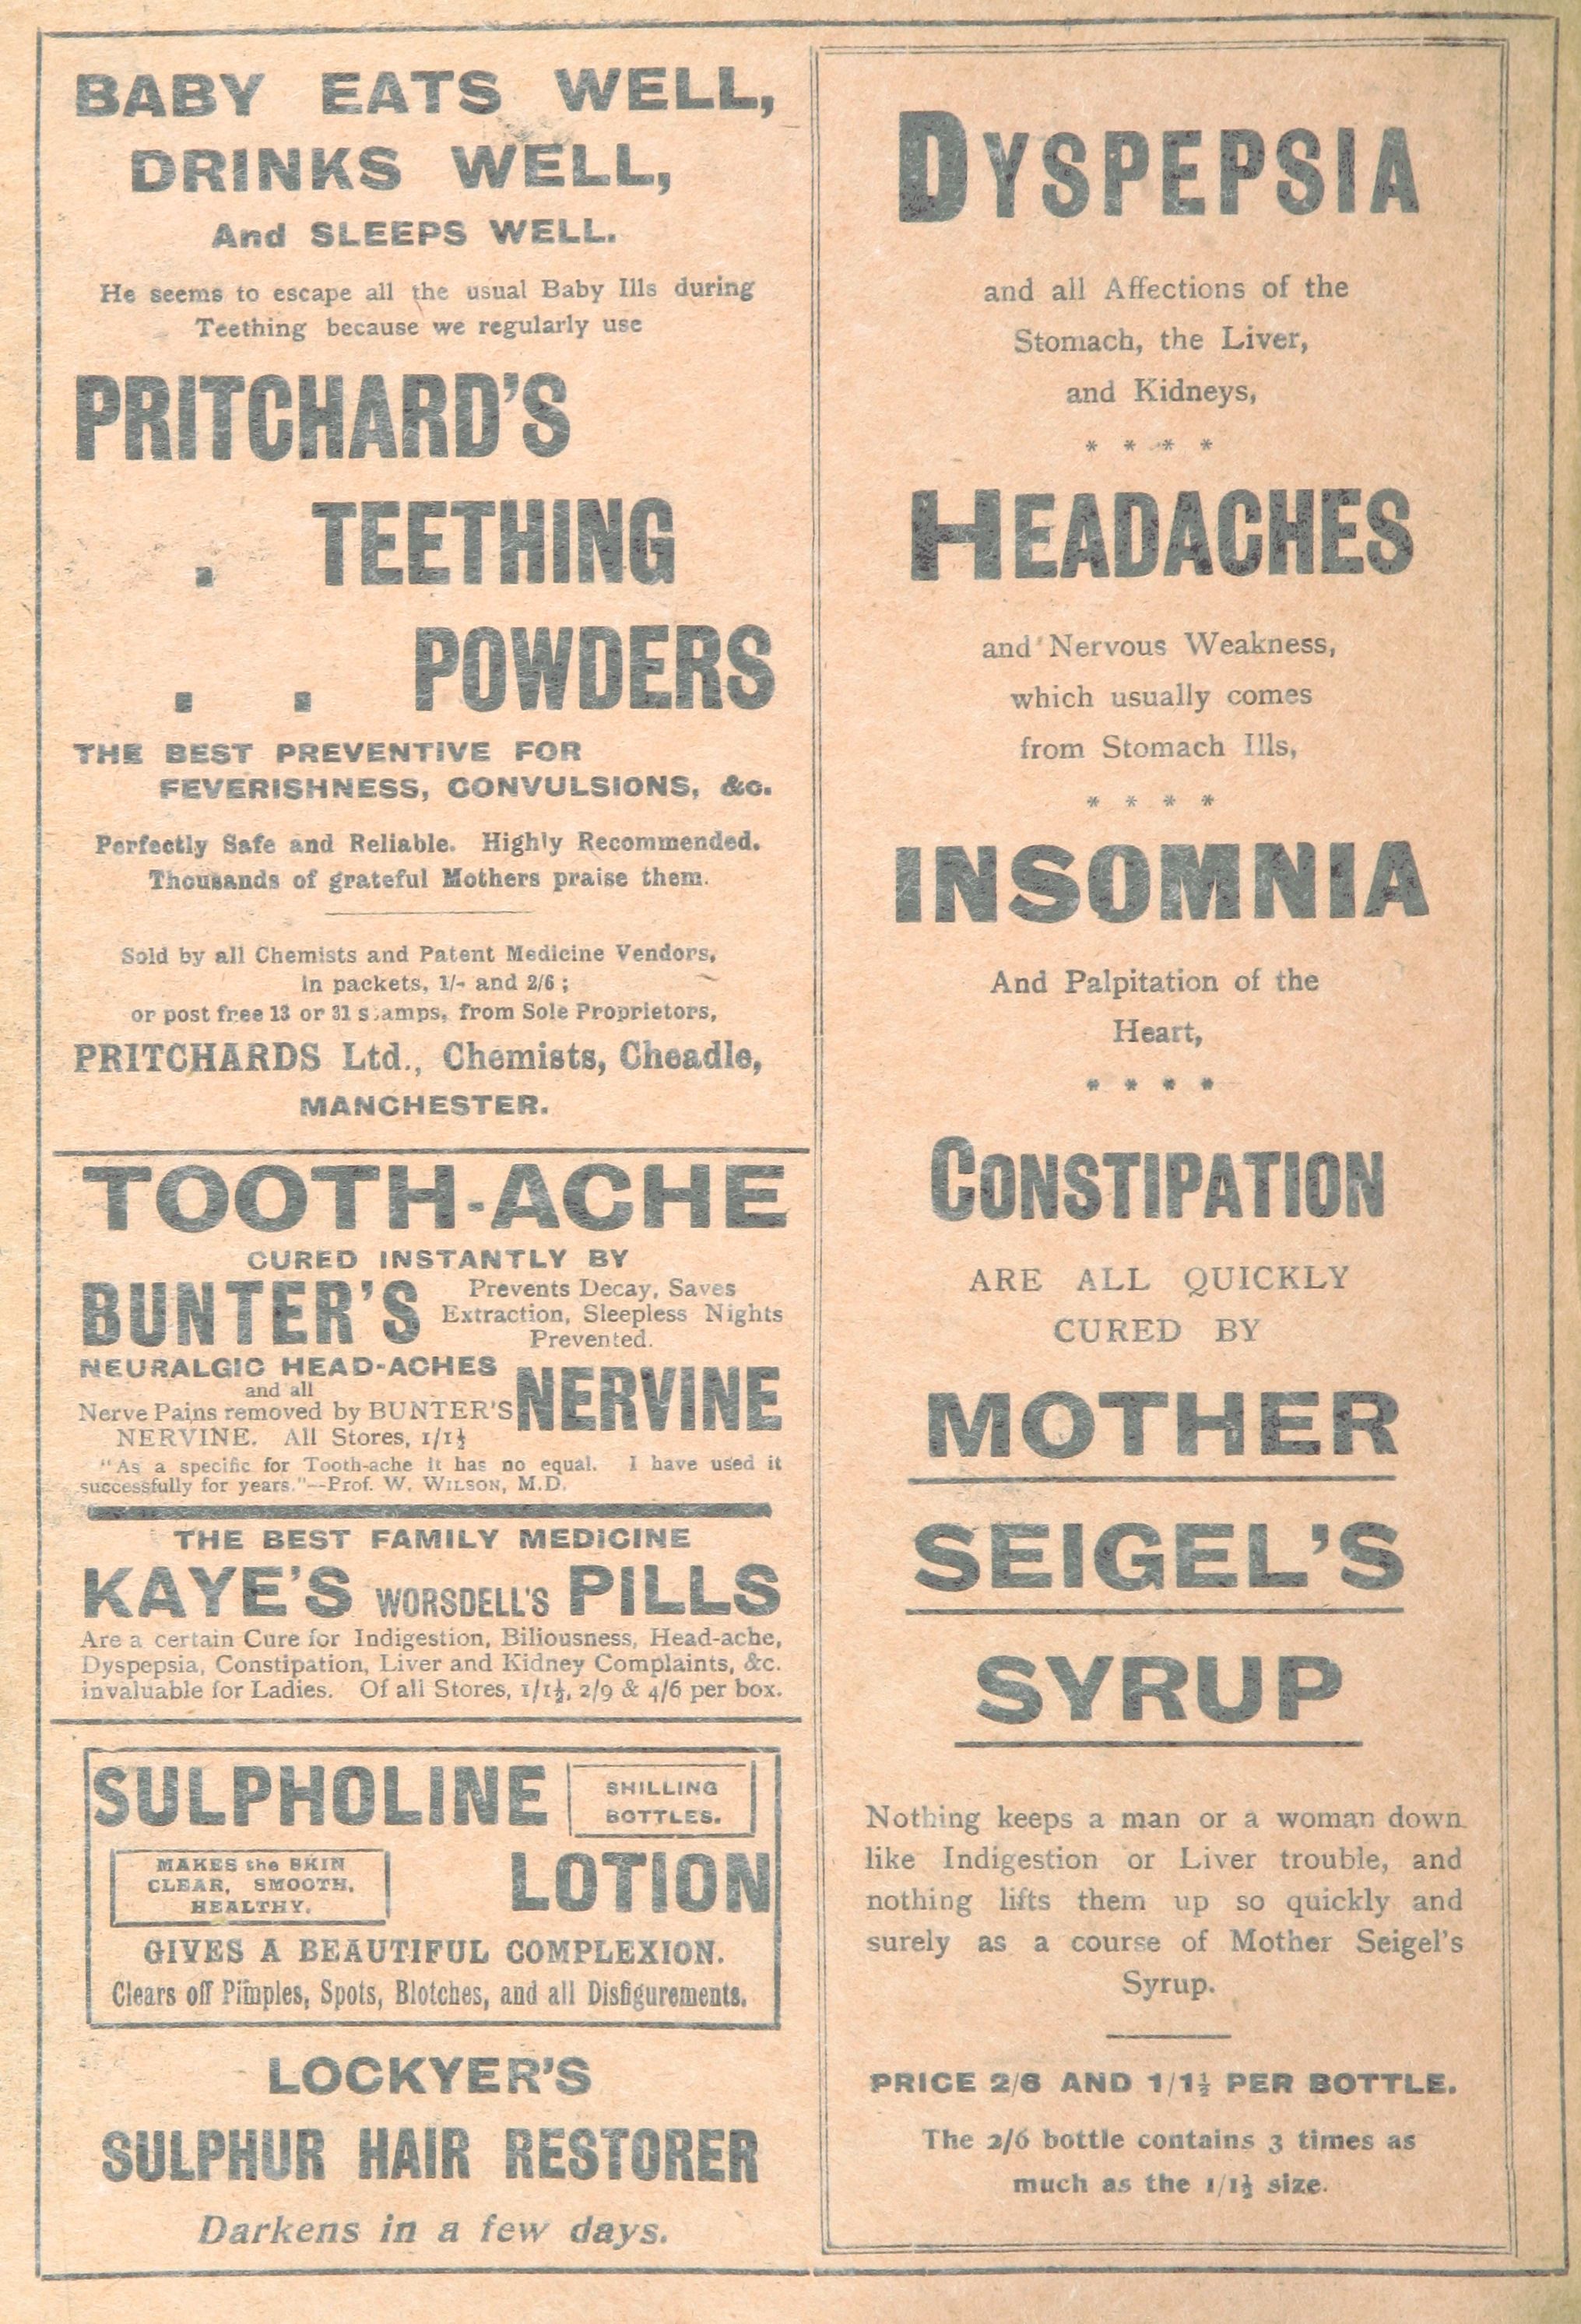 BABY EATS WELL,
DRINKS WELL,
And SLEEPS WELL.
He seems to escape all the usual Baby Ills during
Teething because we regularly use
PRITCHARD'S
. TEETHING
. . POWDERS
THE BEST PREVENTIVE FOR
FEVERISHNESS, CONVULSIONS, &c.
Perfectly Safe and Reliable. Highly Recommended.
Thousands of grateful Mothers praise them.
Sold by all Chemists and Patent Medicine Vendors,
in packets, 1/- and 2/6 ;
or post free 13 or 31 stamps, from Sole Proprietors,
PRITCHARDS Ltd., Chemists, Cheadle,
MANCHESTER.
TOOTH-ACHE
CURED INSTANTLY BY
BUNTER'S
Prevents Decay, Saves
Extraction, Sleepless Nights
Prevented.
NEURALGIC HEAD-ACHES
and all
Nerve Pains removed by BUNTER'S
NERVINE. All Stores, 1/1½
NERVINE
"As a specific for Tooth-ache it has no equal. I have used it
successfully for years."--Prof. W. WILSON, M.D.
THE BEST FAMILY MEDICINE
KAYE'S WORSDELL'S PILLS
Are a certain Cure for Indigestion, Biliousness, Head-ache,
Dyspepsia, Constipation, Liver and Kidney Complaints, &c.
invaluable for Ladies. Of all Stores, 1/1½, 2/9 & 4/6 per box.
SULPHOLINE
SHILLING
BOTTLES.
MAKES the SKIN
CLEAR, SMOOTH,
HEALTHY.
LOTION
GIVES A BEAUTIFUL COMPLEXION.
Clears off Pimples, Spots, Blotches, and all Disfigurements.
LOCKYER'S
SULPHUR HAIR RESTORER
Darkens in a few days.
DYSPEPSIA
and all Affections of the
Stomach, the Liver,
and Kidneys,
* * * *
HEADACHES
and Nervous Weakness,
which usually comes
from Stomach Ills,
* * * *
INSOMNIA
And Palpitation of the
Heart,
* * * *
CONSTIPATION
ARE ALL QUICKLY
CURED BY
MOTHER
SEIGEL'S
SYRUP
Nothing keeps a man or a woman down
like Indigestion or Liver trouble, and
nothing lifts them up so quickly and
surely as a course of Mother Seigel's
Syrup.
PRICE 2/6 AND 1/1½ PER BOTTLE.
The 2/6 bottle contains 3 times as
much as the 1/1½ size.